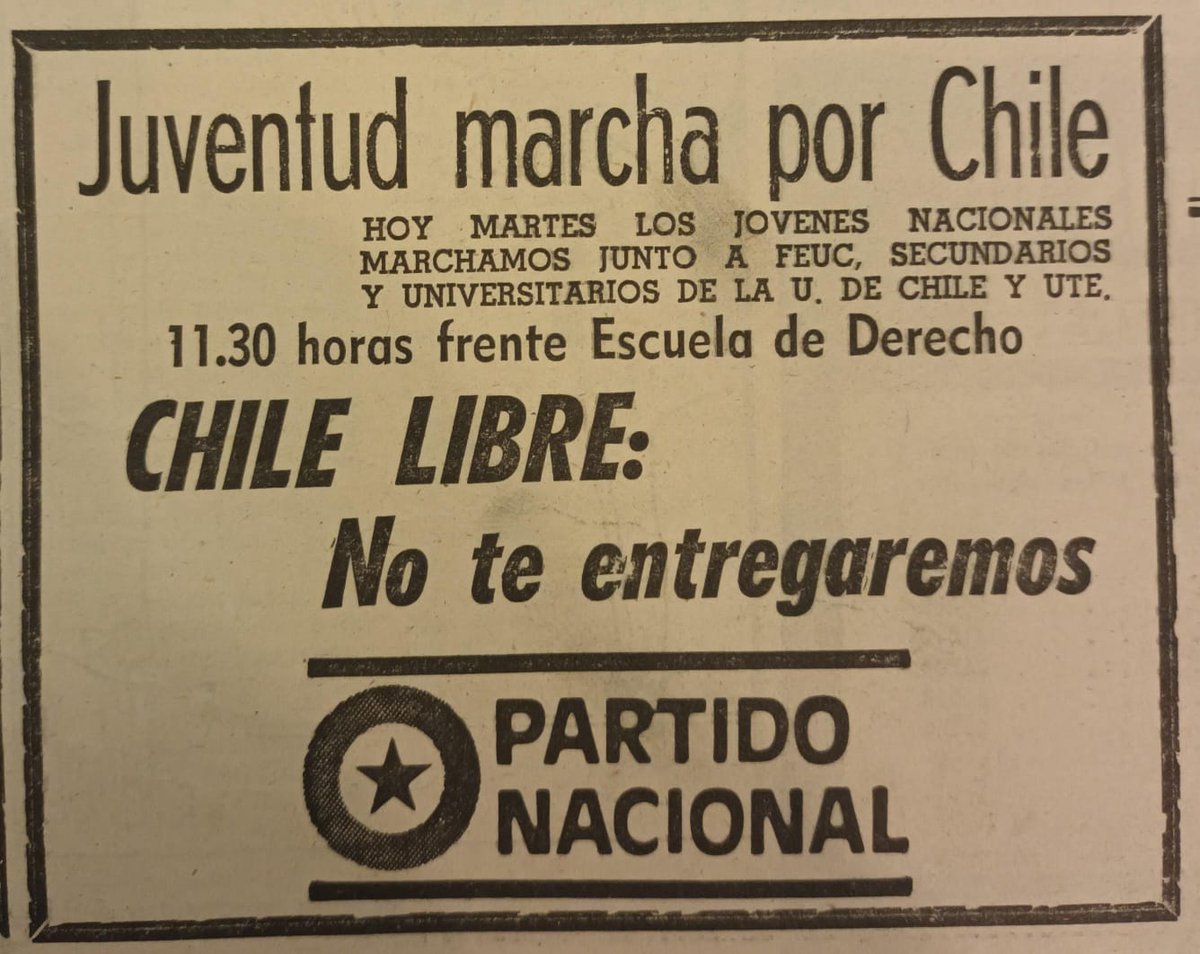 Juventud marcha por Chile
HOY MARTES LOS JOVENES NACIONALES
MARCHAMOS JUNTO A FEUC, SECUNDARIOS
Y UNIVERSITARIOS DE LA U. DE CHILE Y UTE.
11.30 horas frente Escuela de Derecho
CHILE LIBRE:
No te entregaremos
PARTIDO
NACIONAL